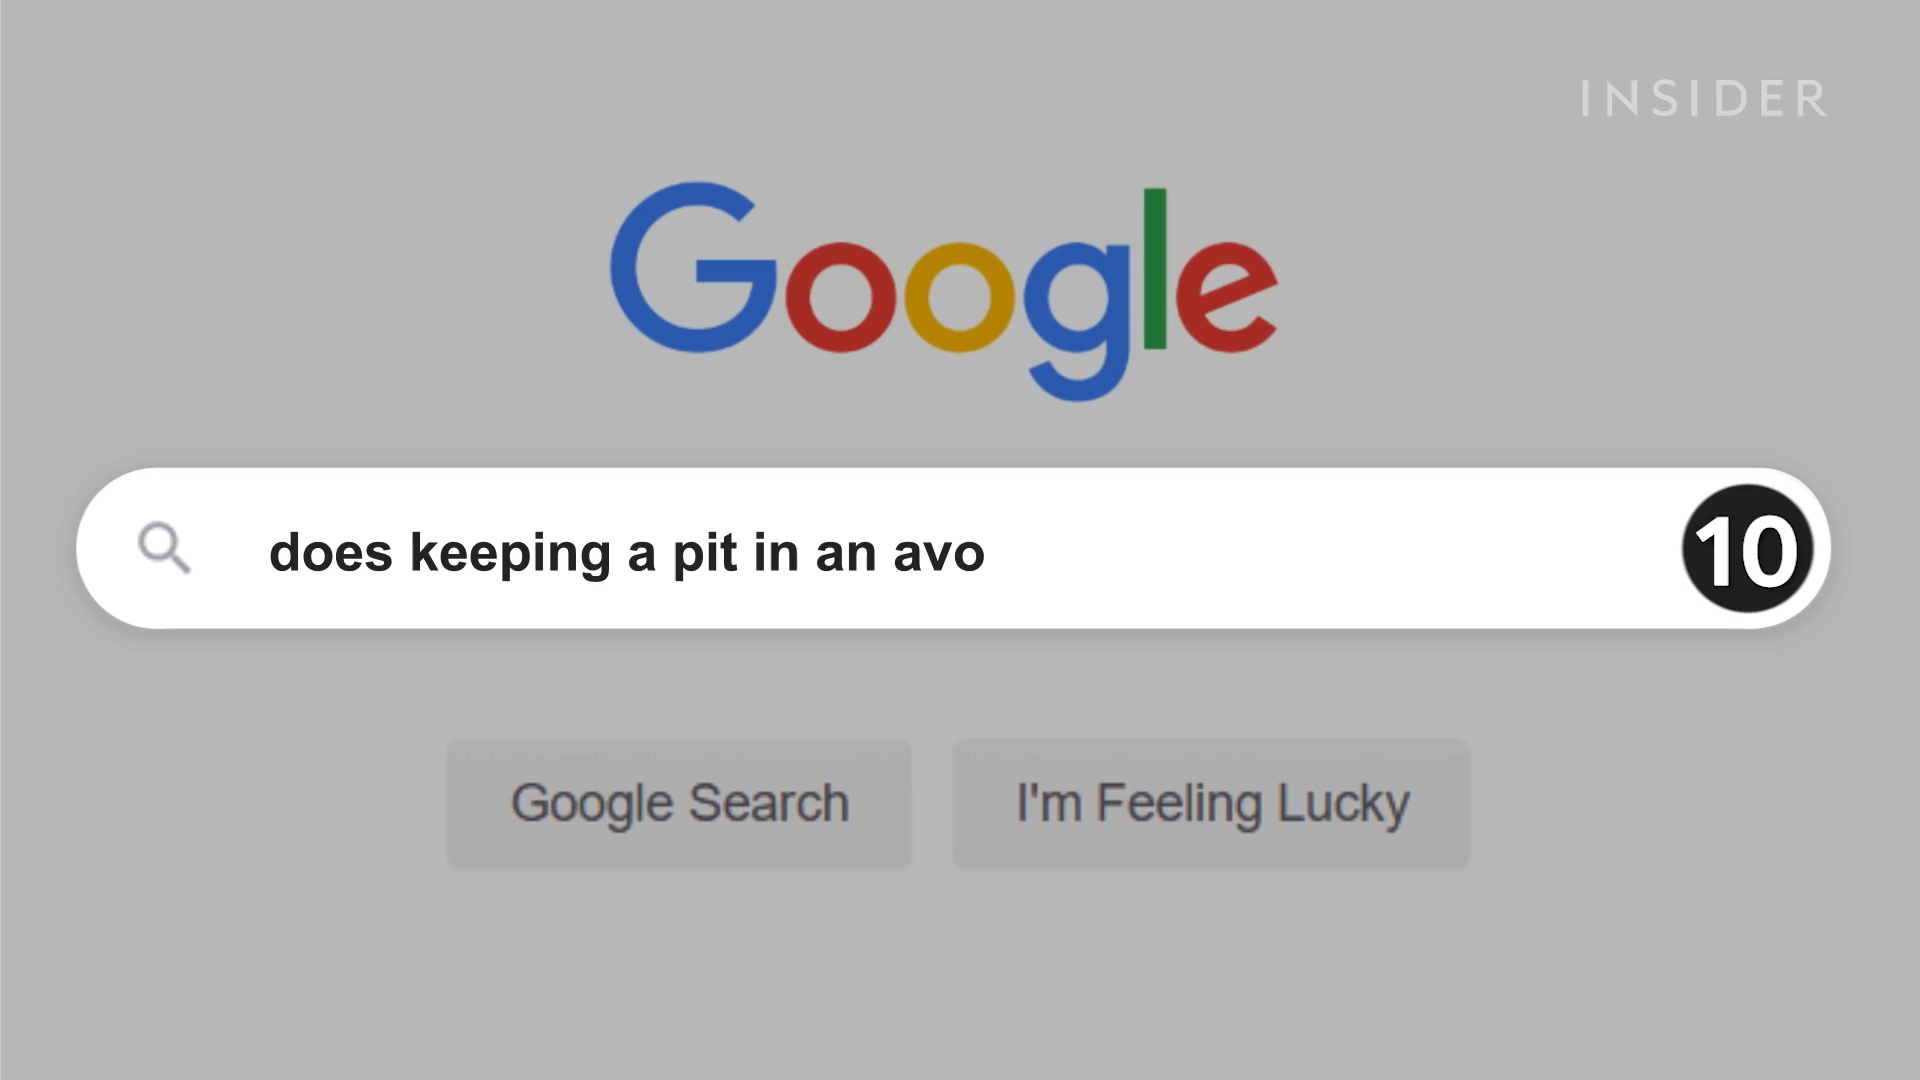 INSIDER
Google
does keeping a pit in an avo
10
Google Search
I'm Feeling Lucky